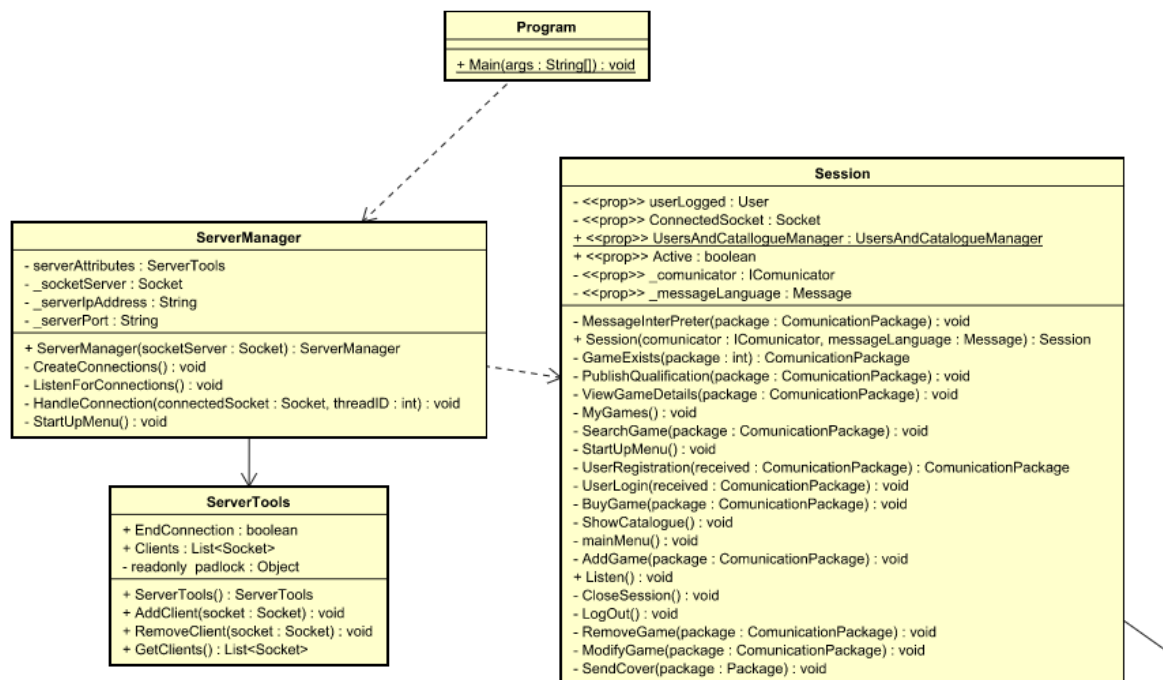 Program
+ Main(args : String[]) : void
ServerManager
- serverAttributes : ServerTools
- _socketServer : Socket
- _serverIpAddress : String
- _serverPort : String
+ ServerManager(socketServer : Socket) : ServerManager
- CreateConnections() : void
- ListenForConnections() : void
- HandleConnection(connectedSocket : Socket, threadID : int) : void
- StartUpMenu() : void
ServerTools
+ EndConnection : boolean
+ Clients : List<Socket>
- readonly padlock : Object
+ ServerTools() : ServerTools
+ AddClient(socket : Socket) : void
+ RemoveClient(socket : Socket) : void
+ GetClients() : List<Socket>
Session
- <<prop>> userLogged : User
- <<prop>> ConnectedSocket : Socket
+ <<prop>> UsersAndCatallogueManager : UsersAndCatalogueManager
+ <<prop>> Active : boolean
- <<prop>> _comunicator : IComunicator
- <<prop>> _messageLanguage : Message
- MessageInterPreter(package : ComunicationPackage) : void
+ Session(comunicator : IComunicator, messageLanguage : Message) : Session
- GameExists(package : int) : ComunicationPackage
- PublishQualification(package : ComunicationPackage) : void
- ViewGameDetails(package : ComunicationPackage) : void
- MyGames() : void
- SearchGame(package : ComunicationPackage) : void
- StartUpMenu() : void
- UserRegistration(received : ComunicationPackage) : ComunicationPackage
- UserLogin(received : ComunicationPackage) : void
- BuyGame(package : ComunicationPackage) : void
- ShowCatalogue() : void
- mainMenu() : void
- AddGame(package : ComunicationPackage) : void
+ Listen() : void
- CloseSession() : void
- LogOut() : void
- RemoveGame(package : ComunicationPackage) : void
- ModifyGame(package : ComunicationPackage) : void
- SendCover(package : Package) : void